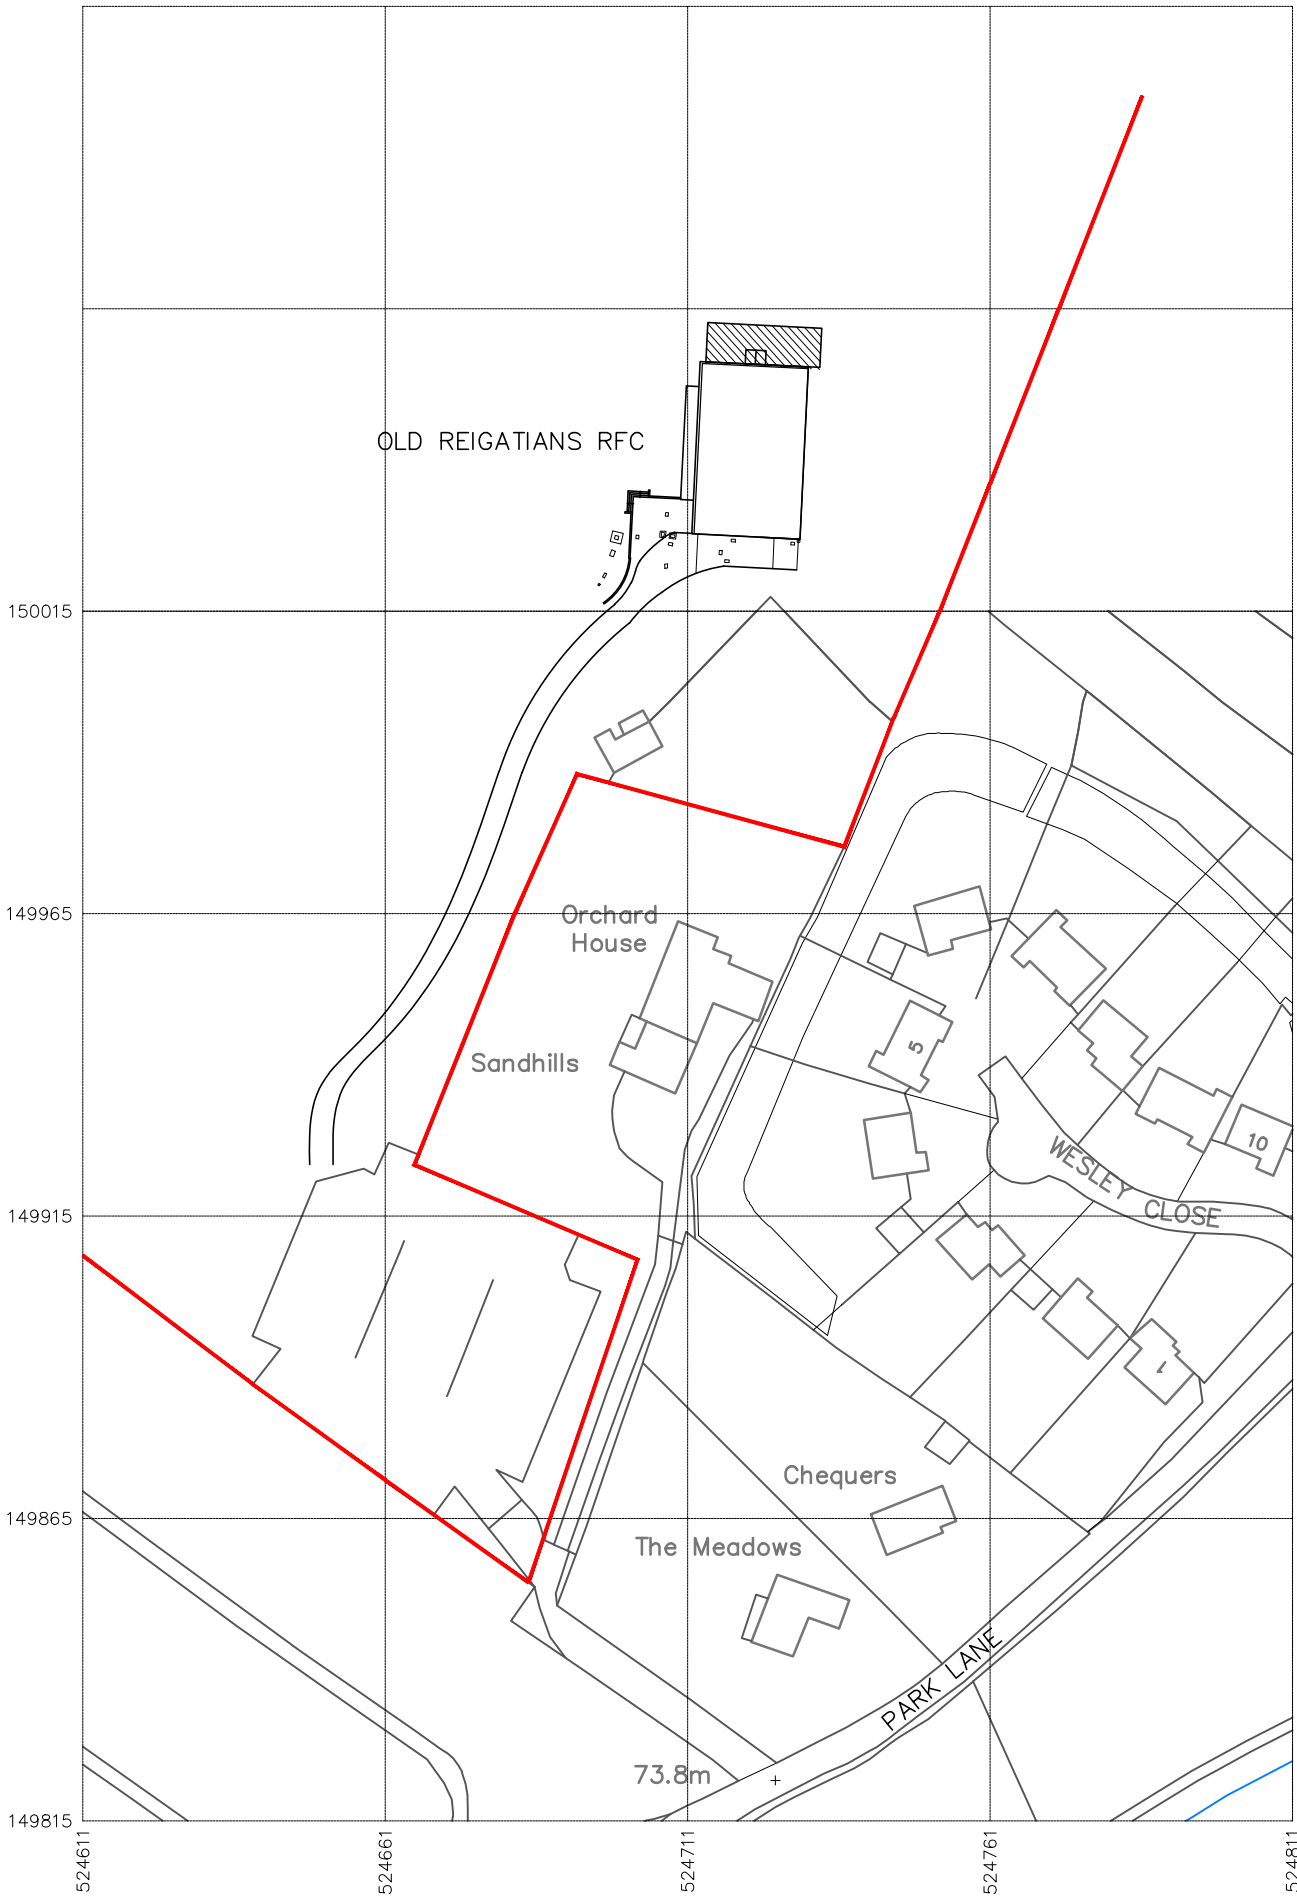 OLD REIGATIANS RFC
150015
149965
Orchard
House
5
Sandhills
10
WESLEY CLOSE
149915
1
Chequers
149865
The Meadows
PARK LANE
73.8m
149815
524611
524661
524711
524761
524811